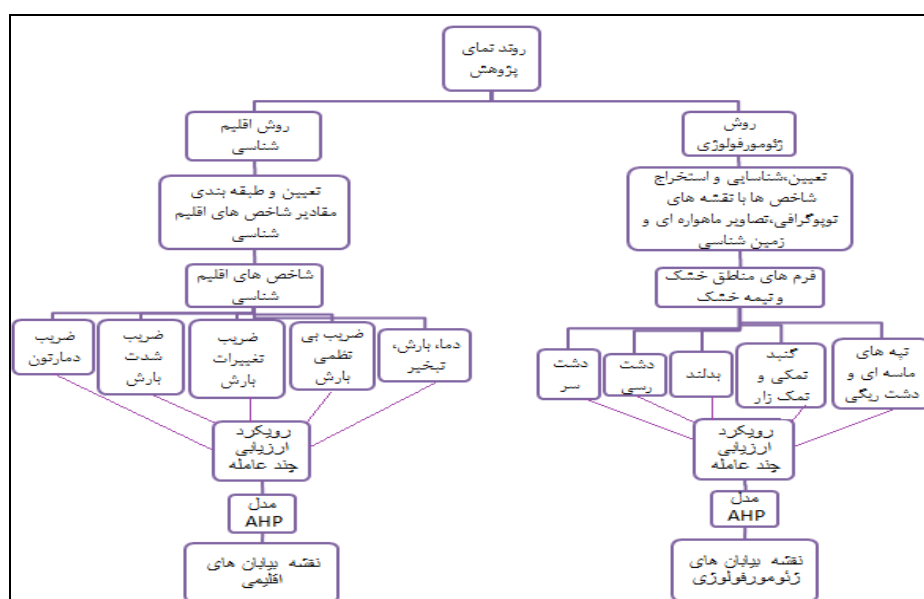 روند نمای
پژوهش
روش
ژئومورفولوژی
تعیین،شناسایی و استخراج
شاخص ها با نقشه های
توپوگرافی،تصاویر ماهواره ای و
زمین شناسی
فرم های مناطق خشک
و نیمه خشک
تپه های
ماسه ای و
دشت ریگی
گنبد
نمکی و
نمک زار
بدلند
دشت
رسی
دشت
سر
رویکرد
ارزیابی
چند عامله
مدل
AHP
نقشه بیابان های
ژئومورفولوژی
روش اقلیم
شناسی
تعیین و طبقه بندی
مقادیر شاخص های اقلیم
شناسی
شاخص های اقلیم
شناسی
دما، بارش،
تبخیر
ضریب بی
نظمی
بارش
ضریب
تغییرات
بارش
ضریب
شدت
بارش
ضریب
دمارتون
رویکرد
ارزیابی
چند عامله
مدل
AHP
نقشه بیابان های
اقلیمی